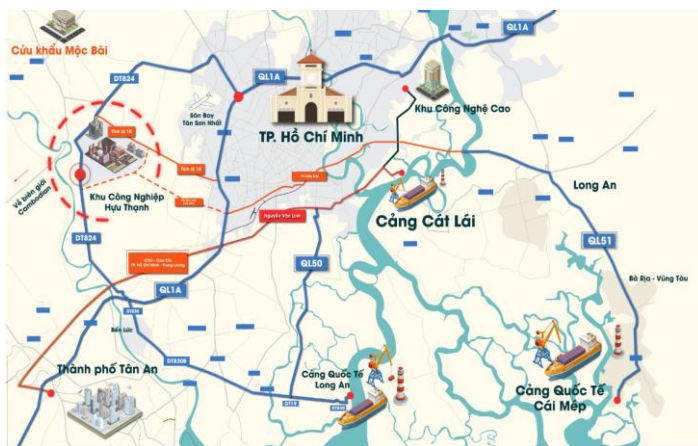 QL1A
QL1A
Cửu khẩu Mộc Bài
DT824
Sân Bay
Tân Sơn Nhất
TP. Hồ Chí Minh
Khu Công Nghệ Cao
Khu Công Nghiệp
Hựu Thạnh
Về biên giới
Cambodian
Nguyễn Văn Linh
Cảng Cát Lái
Long An
DT824
QL50
QL51
QL1A
Bà Rịa - Vũng Tàu
Bến Lức
DT830B
Thành phố Tân An
Cảng Quốc Tế
Long An
Cảng Quốc Tế
Cái Mép